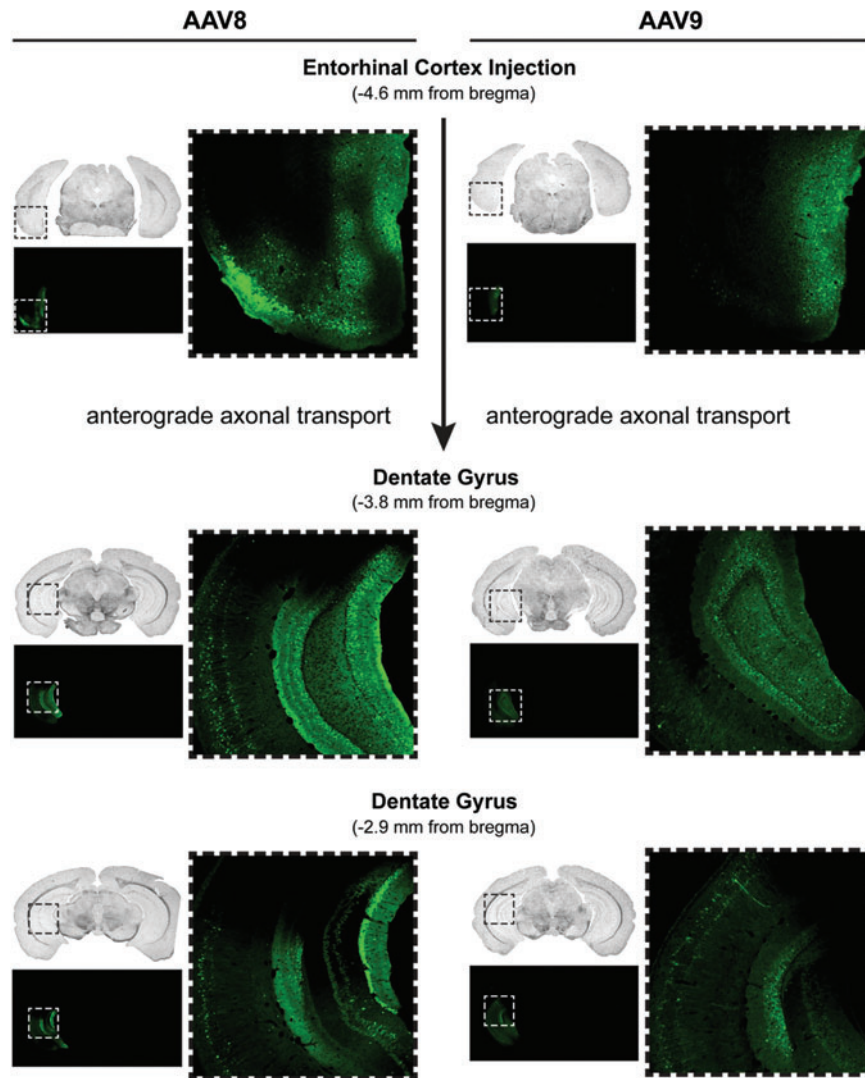 AAV8
AAV9
Entorhinal Cortex Injection
(-4.6 mm from bregma)
anterograde axonal transport
anterograde axonal transport
Dentate Gyrus
(-3.8 mm from bregma)
Dentate Gyrus
(-2.9 mm from bregma)